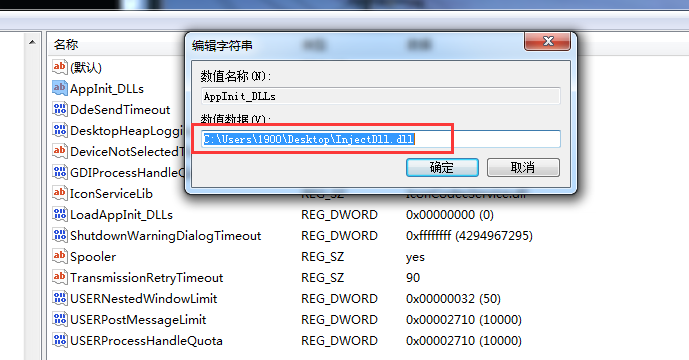 名称
编辑字符串
数值名称(N):
AppInit_DLLs
数值数据(V):
C:\Users\1900\Desktop\InjectDll.dll
确定
取消
(默认)
AppInit_DLLs
DdeSendTimeout
DesktopHeapLoggi
DeviceNotSelectedT
GDIProcessHandleQ
IconServiceLib REG_SZ IconCodecService.dll
LoadAppInit_DLLs REG_DWORD 0x00000000 (0)
ShutdownWarningDialogTimeout REG_DWORD 0xffffffff (4294967295)
Spooler REG_SZ yes
TransmissionRetryTimeout REG_SZ 90
USERNestedWindowLimit REG_DWORD 0x00000032 (50)
USERPostMessageLimit REG_DWORD 0x00002710 (10000)
USERProcessHandleQuota REG_DWORD 0x00002710 (10000)